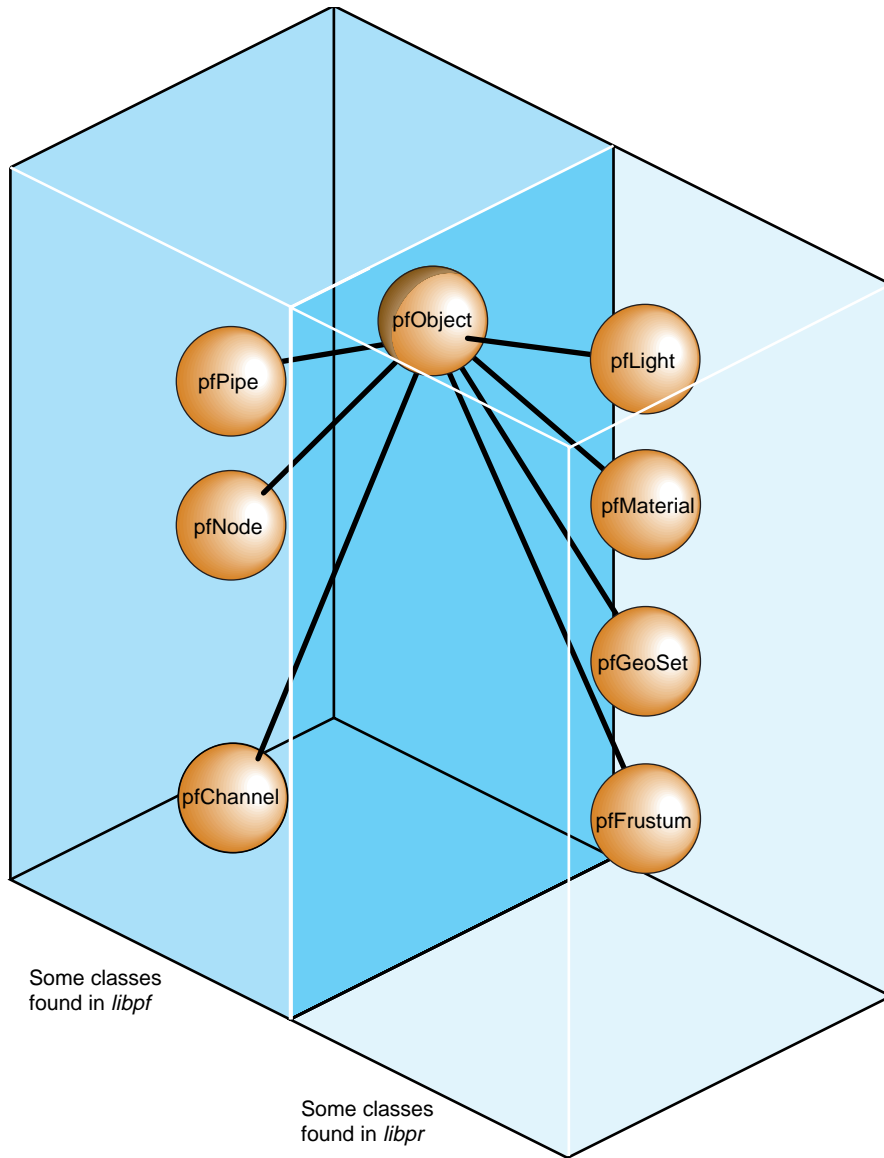 pfObject
pfPipe
pfLight
pfNode
pfMaterial
pfGeoSet
pfChannel
pfFrustum
Some classes
found in libpf
Some classes
found in libpr